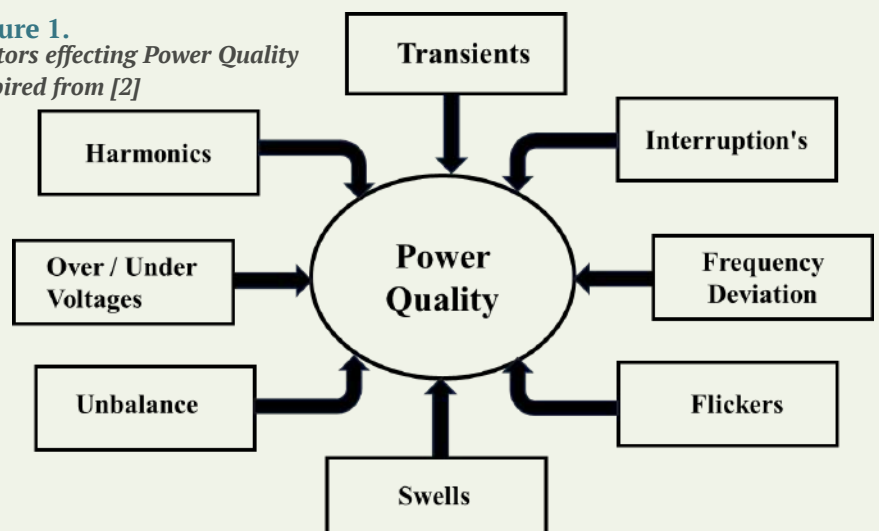 ure 1.
tors effecting Power Quality
pired from [2]
Transients
Harmonics
Interruption's
Over / Under
Voltages
Power
Quality
Frequency
Deviation
Unbalance
Flickers
Swells